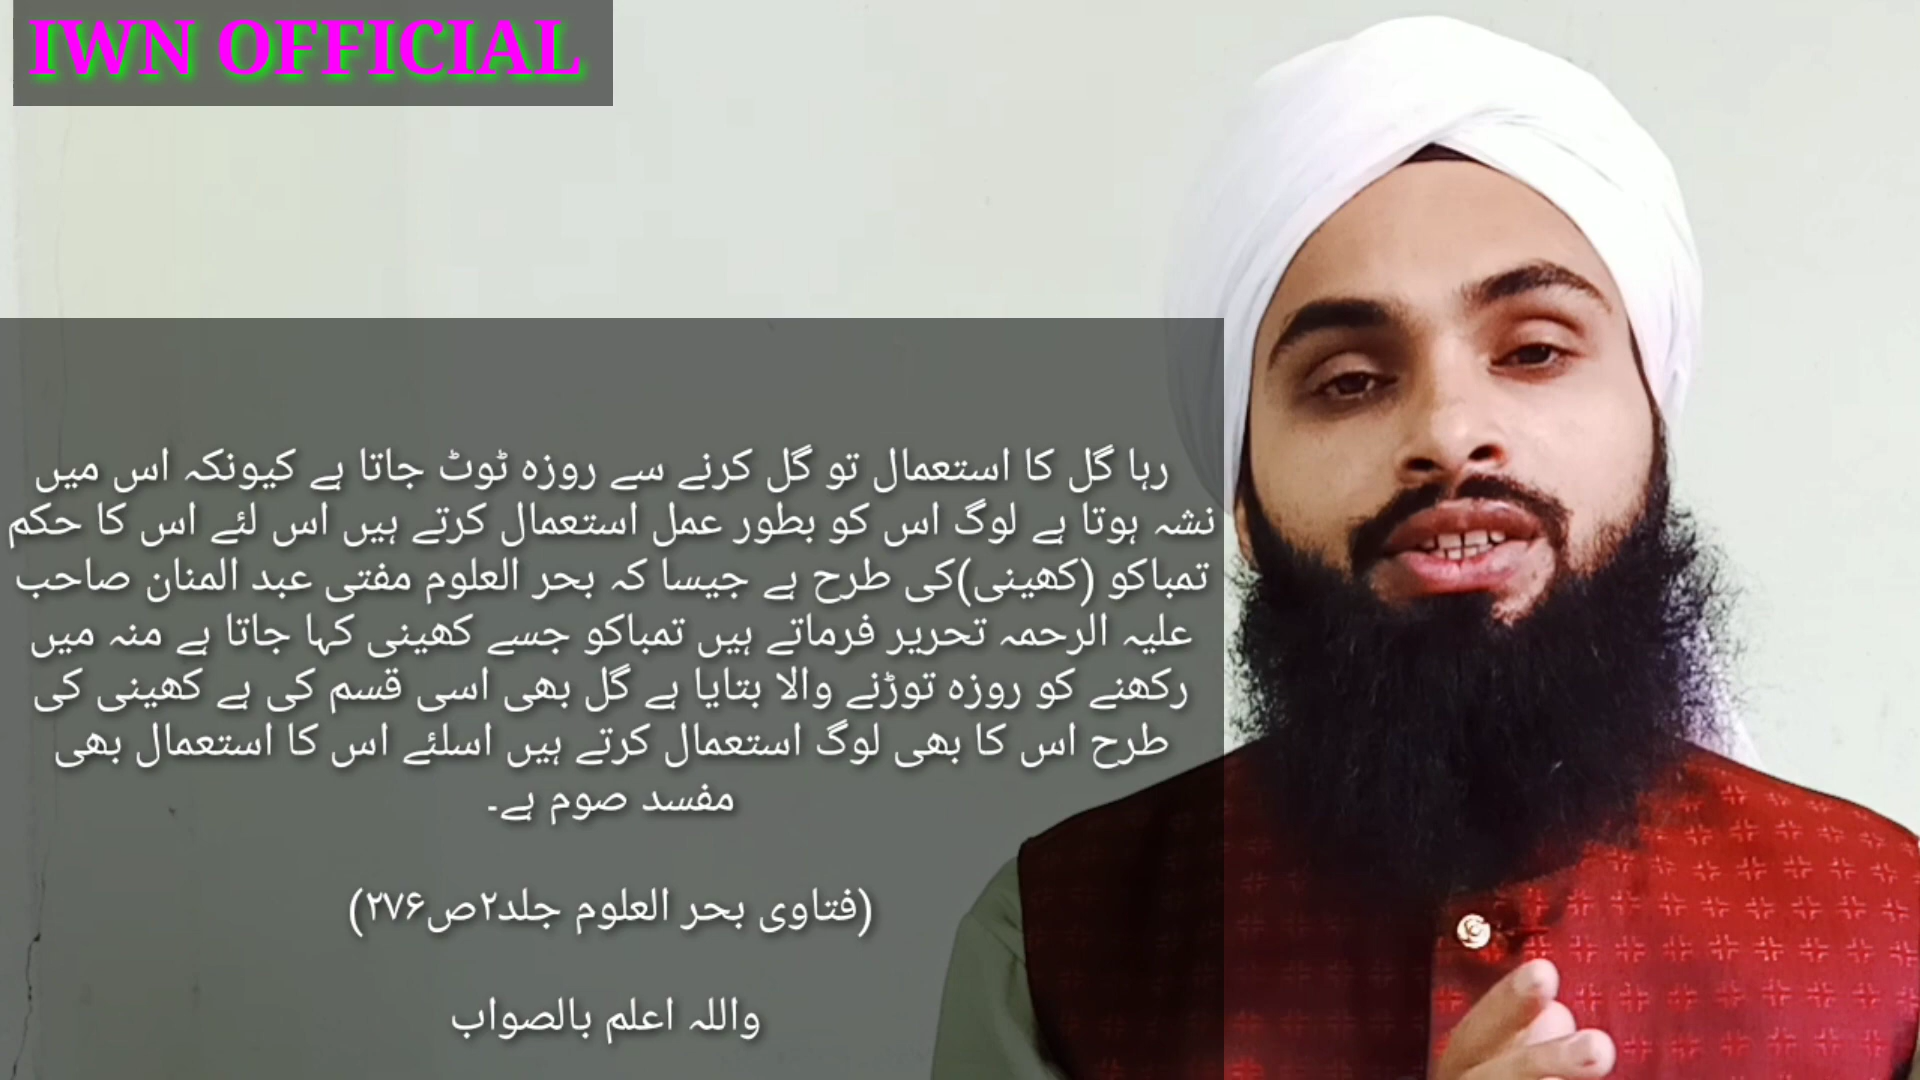 IWN OFFICIAL
رہا گل کا استعمال تو گل کرنے سے روزہ ٹوٹ جاتا ہے کیونکہ اس میں
نشہ ہوتا ہے لوگ اس کو بطور عمل استعمال کرتے ہیں اس لئے اس کا حکم
تمباکو (کھینی)کی طرح ہے جیسا کہ بحر العلوم مفتی عبد المنان صاحب
علیہ الرحمہ تحریر فرماتے ہیں تمباکو جسے کھینی کہا جاتا ہے منہ میں
رکھنے کو روزہ توڑنے والا بتایا ہے گل بھی اسی قسم کی ہے کھینی کی
طرح اس کا بھی لوگ استعمال کرتے ہیں اسلئے اس کا استعمال بھی
مفسد صوم ہے۔
(فتاوی بحر العلوم جلد۲ص۲۷۶)
واللہ اعلم بالصواب